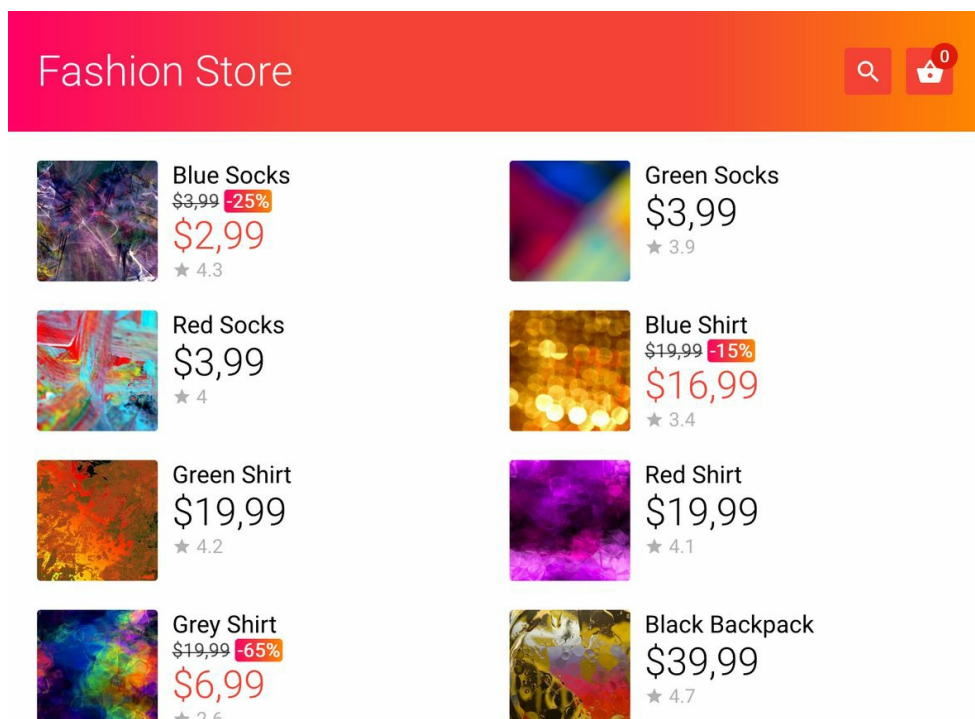 Fashion Store
0
Blue Socks
$3,99 -25%
$2,99
★ 4.3
Green Socks
$3,99
★ 3.9
Red Socks
$3,99
★ 4
Blue Shirt
$19,99 -15%
$16,99
★ 3.4
Green Shirt
$19,99
★ 4.2
Red Shirt
$19,99
★ 4.1
Grey Shirt
$19,99 -65%
$6,99
Black Backpack
$39,99
★ 4.7